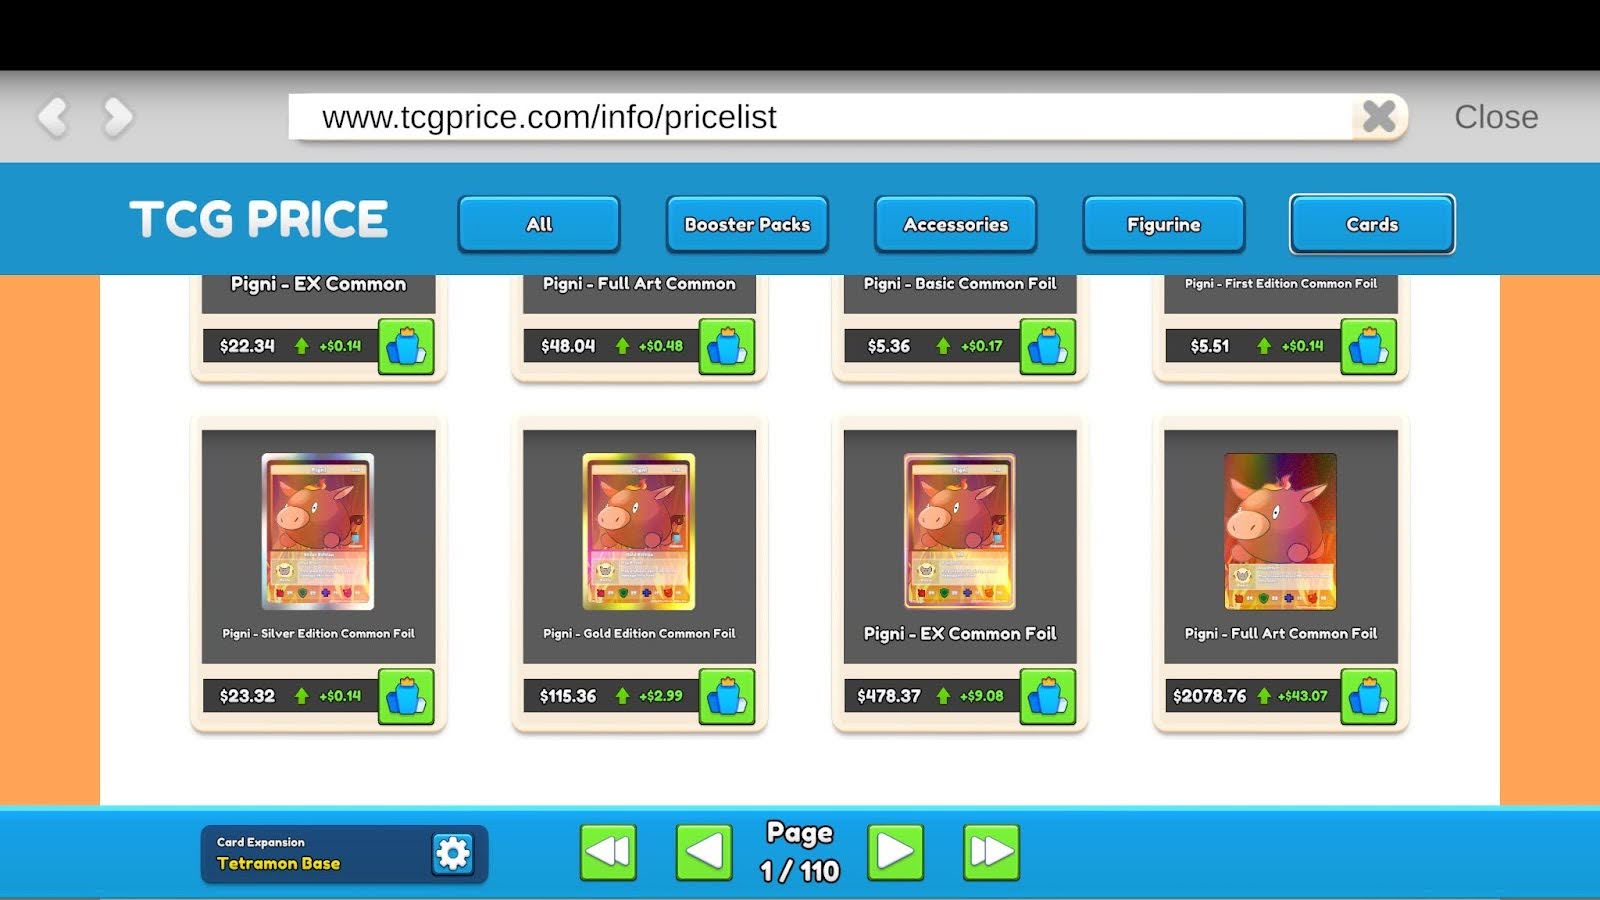 www.tcgprice.com/info/pricelist
Close
TCG PRICE
All
Booster Packs
Accessories
Figurine
Cards
Pigni - EX Common
Pigni - Full Art Common
Pigni - Basic Common Foil
Pigni - First Edition Common Foil
$22.34 +$0.14
$48.04 +$0.48
$5.36 +$0.17
$5.51 +$0.14
Pigni
Pigni
Pigni
Pigni - Silver Edition Common Foil
Pigni - Gold Edition Common Foil
Pigni - EX Common Foil
Pigni - Full Art Common Foil
$23.32 +$0.14
$115.36 +$2.99
$478.37 +$9.08
$2078.76 +$43.07
Card Expansion
Tetramon Base
Page
1 / 110